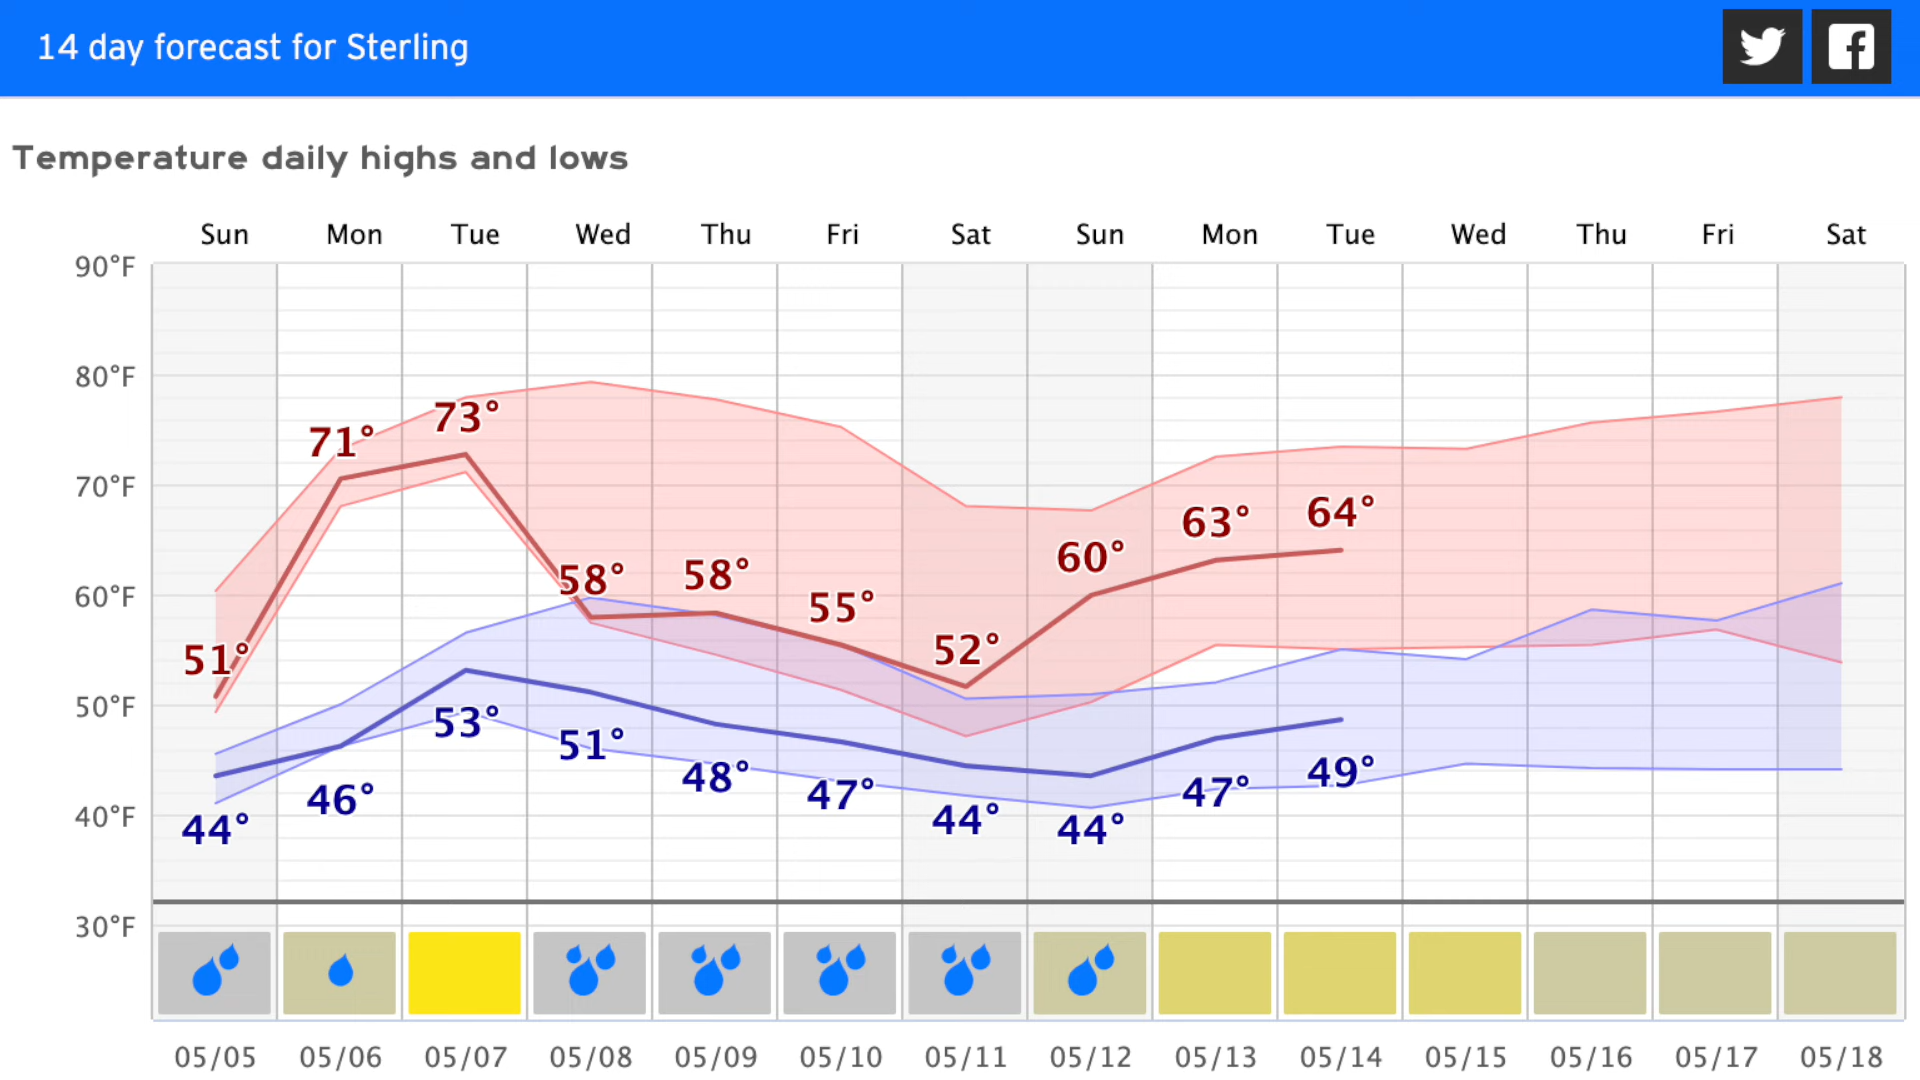 14 day forecast for Sterling
Temperature daily highs and lows
Sun Mon Tue Wed Thu Fri Sat Sun Mon Tue Wed Thu Fri Sat
90°F
80°F
73°
71°
70°F
64°
63°
60°
58° 58°
60°F
55°
52°
51°
50°F
53°
51°
49°
48°
47° 47°
46°
40°F
44° 44° 44°
30°F
05/05 05/06 05/07 05/08 05/09 05/10 05/11 05/12 05/13 05/14 05/15 05/16 05/17 05/18